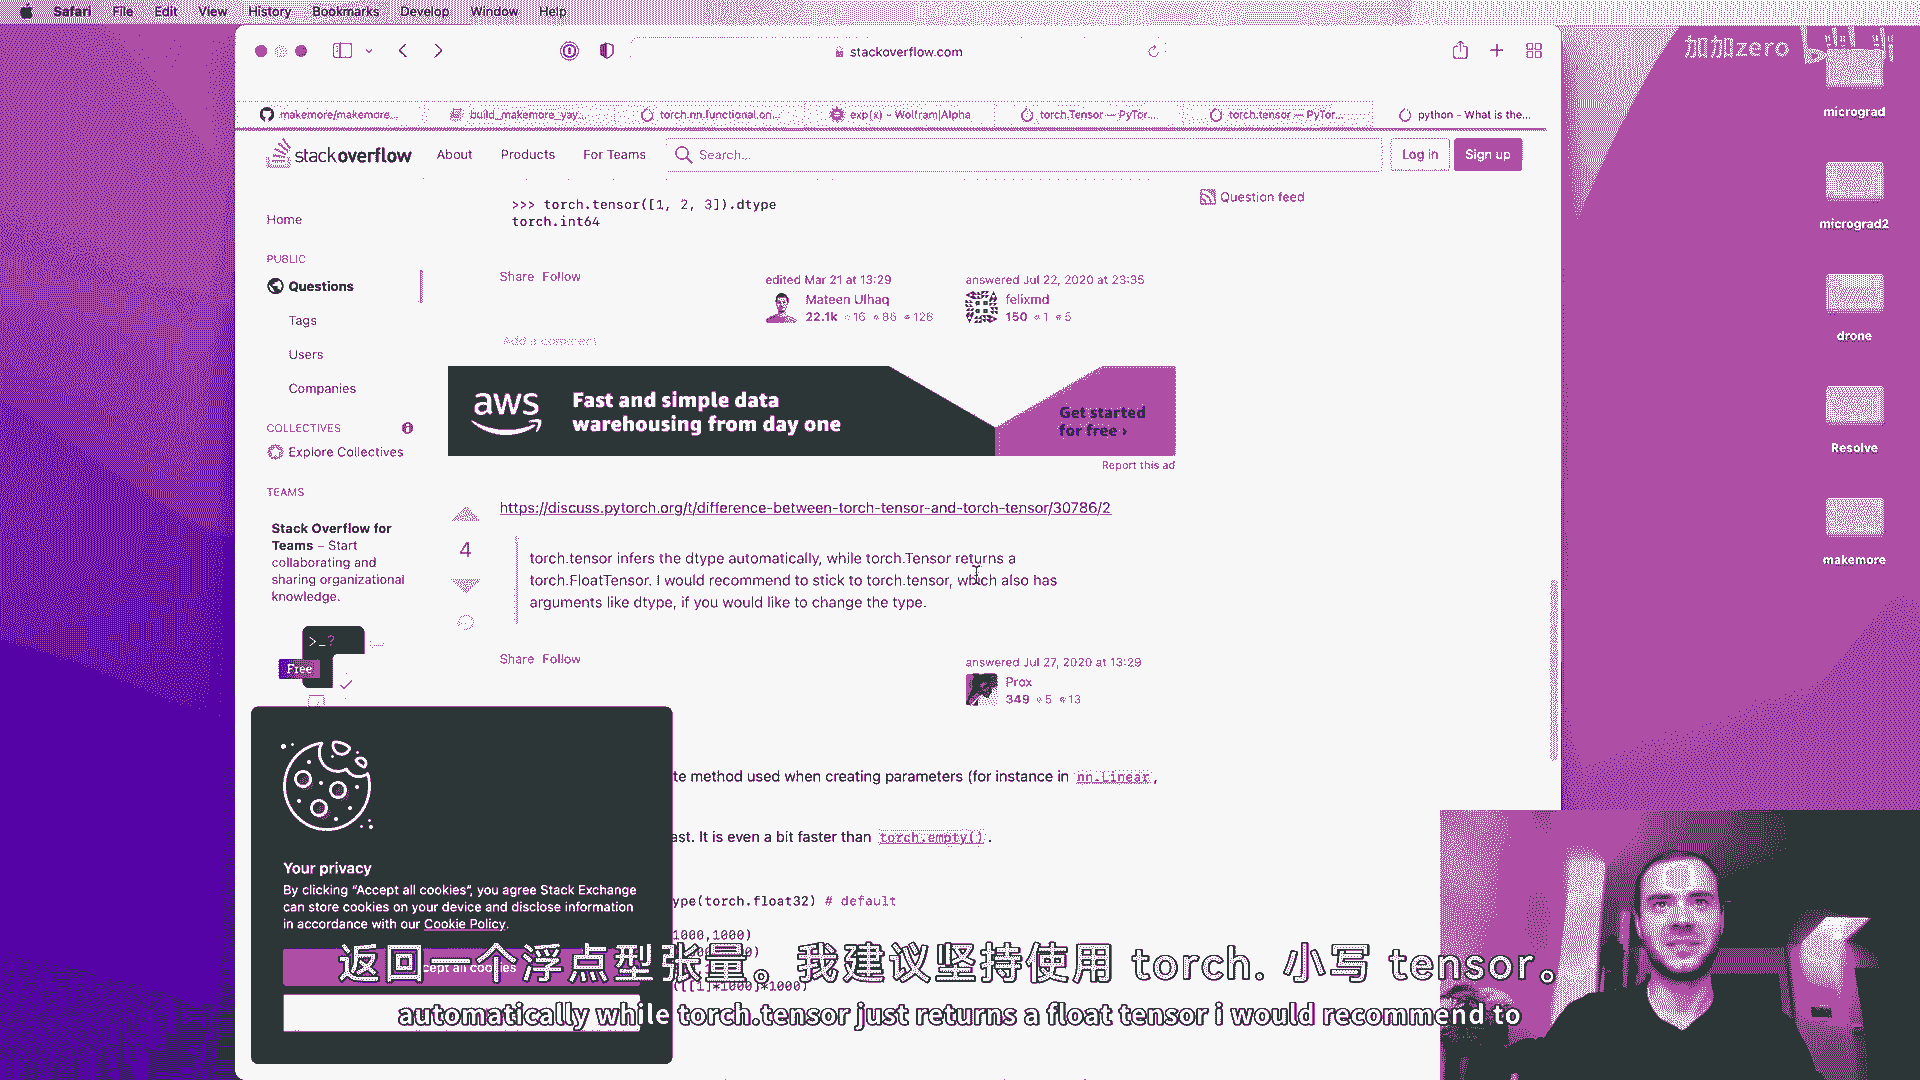 Safari File Edit View History Bookmarks Develop Window Help
stackoverflow.com
加加zero
makemore/makemore...
build_makemore_yay...
torch.nn.functional.on...
exp(x) - Wolfram|Alpha
torch.Tensor — PyTor...
torch.tensor — PyTor...
python - What is the...
stackoverflow
About
Products
For Teams
Search...
Log in
Sign up
Home
PUBLIC
Questions
Tags
Users
Companies
COLLECTIVES
Explore Collectives
TEAMS
Stack Overflow for
Teams – Start
collaborating and
sharing organizational
knowledge.
>_?
Free
>>> torch.tensor([1, 2, 3]).dtype
torch.int64
Question feed
Share Follow
edited Mar 21 at 13:29
Mateen Ulhaq
22.1k 16 86 126
answered Jul 22, 2020 at 23:35
felixmd
150 1 5
Add a comment
aws
Fast and simple data
warehousing from day one
Get started
for free ›
Report this ad
4
https://discuss.pytorch.org/t/difference-between-torch-tensor-and-torch-tensor/30786/2
torch.tensor infers the dtype automatically, while torch.Tensor returns a
torch.FloatTensor. I would recommend to stick to torch.tensor, which also has
arguments like dtype, if you would like to change the type.
Share Follow
answered Jul 27, 2020 at 13:29
Prox
349 5 13
te method used when creating parameters (for instance in nn.Linear,
ast. It is even a bit faster than torch.empty().
ype(torch.float32) # default
1000,1000)
([[1]*1000]*1000)
Your privacy
By clicking “Accept all cookies”, you agree Stack Exchange
can store cookies on your device and disclose information
in accordance with our Cookie Policy.
micrograd
micrograd2
drone
Resolve
makemore
返回一个浮点型张量。我建议坚持使用 torch. 小写 tensor。
automatically while torch.tensor just returns a float tensor i would recommend to